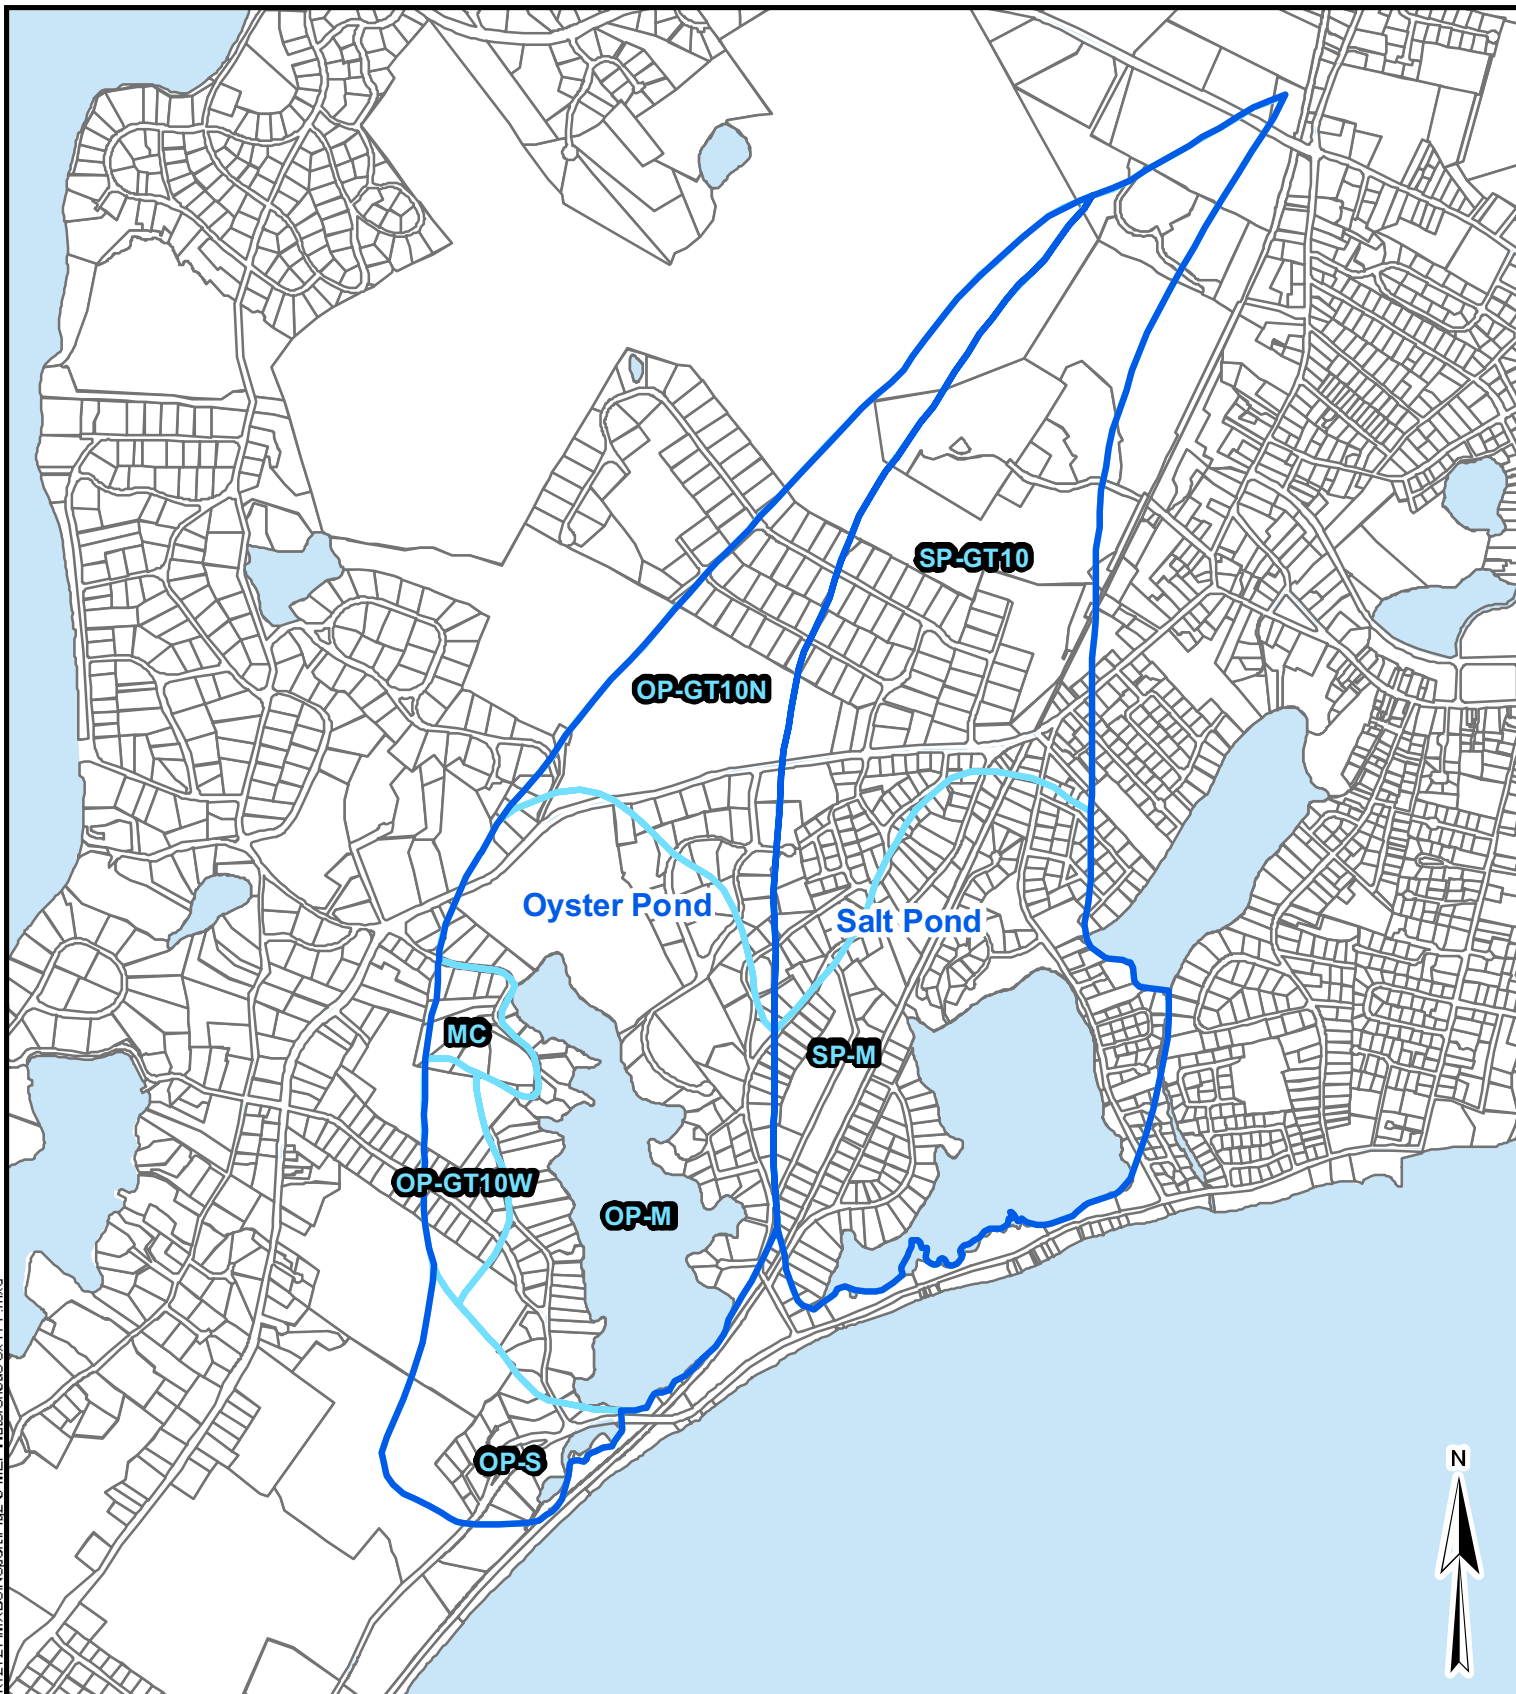 SP-GT10
OP-GT10N
Oyster Pond
Salt Pond
MC
SP-M
OP-GT10W
OP-M
OP-S
N